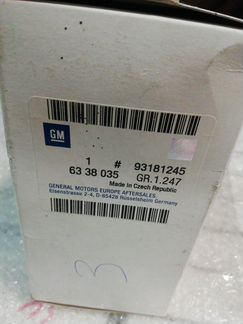 GM
1 # 93181245
63 38 035 GR.1.247
Made in Czech Republic
GENERAL MOTORS EUROPE AFTERSALES
Eisenstrasse 2-4, D-65428 Rüsselsheim Germany
3